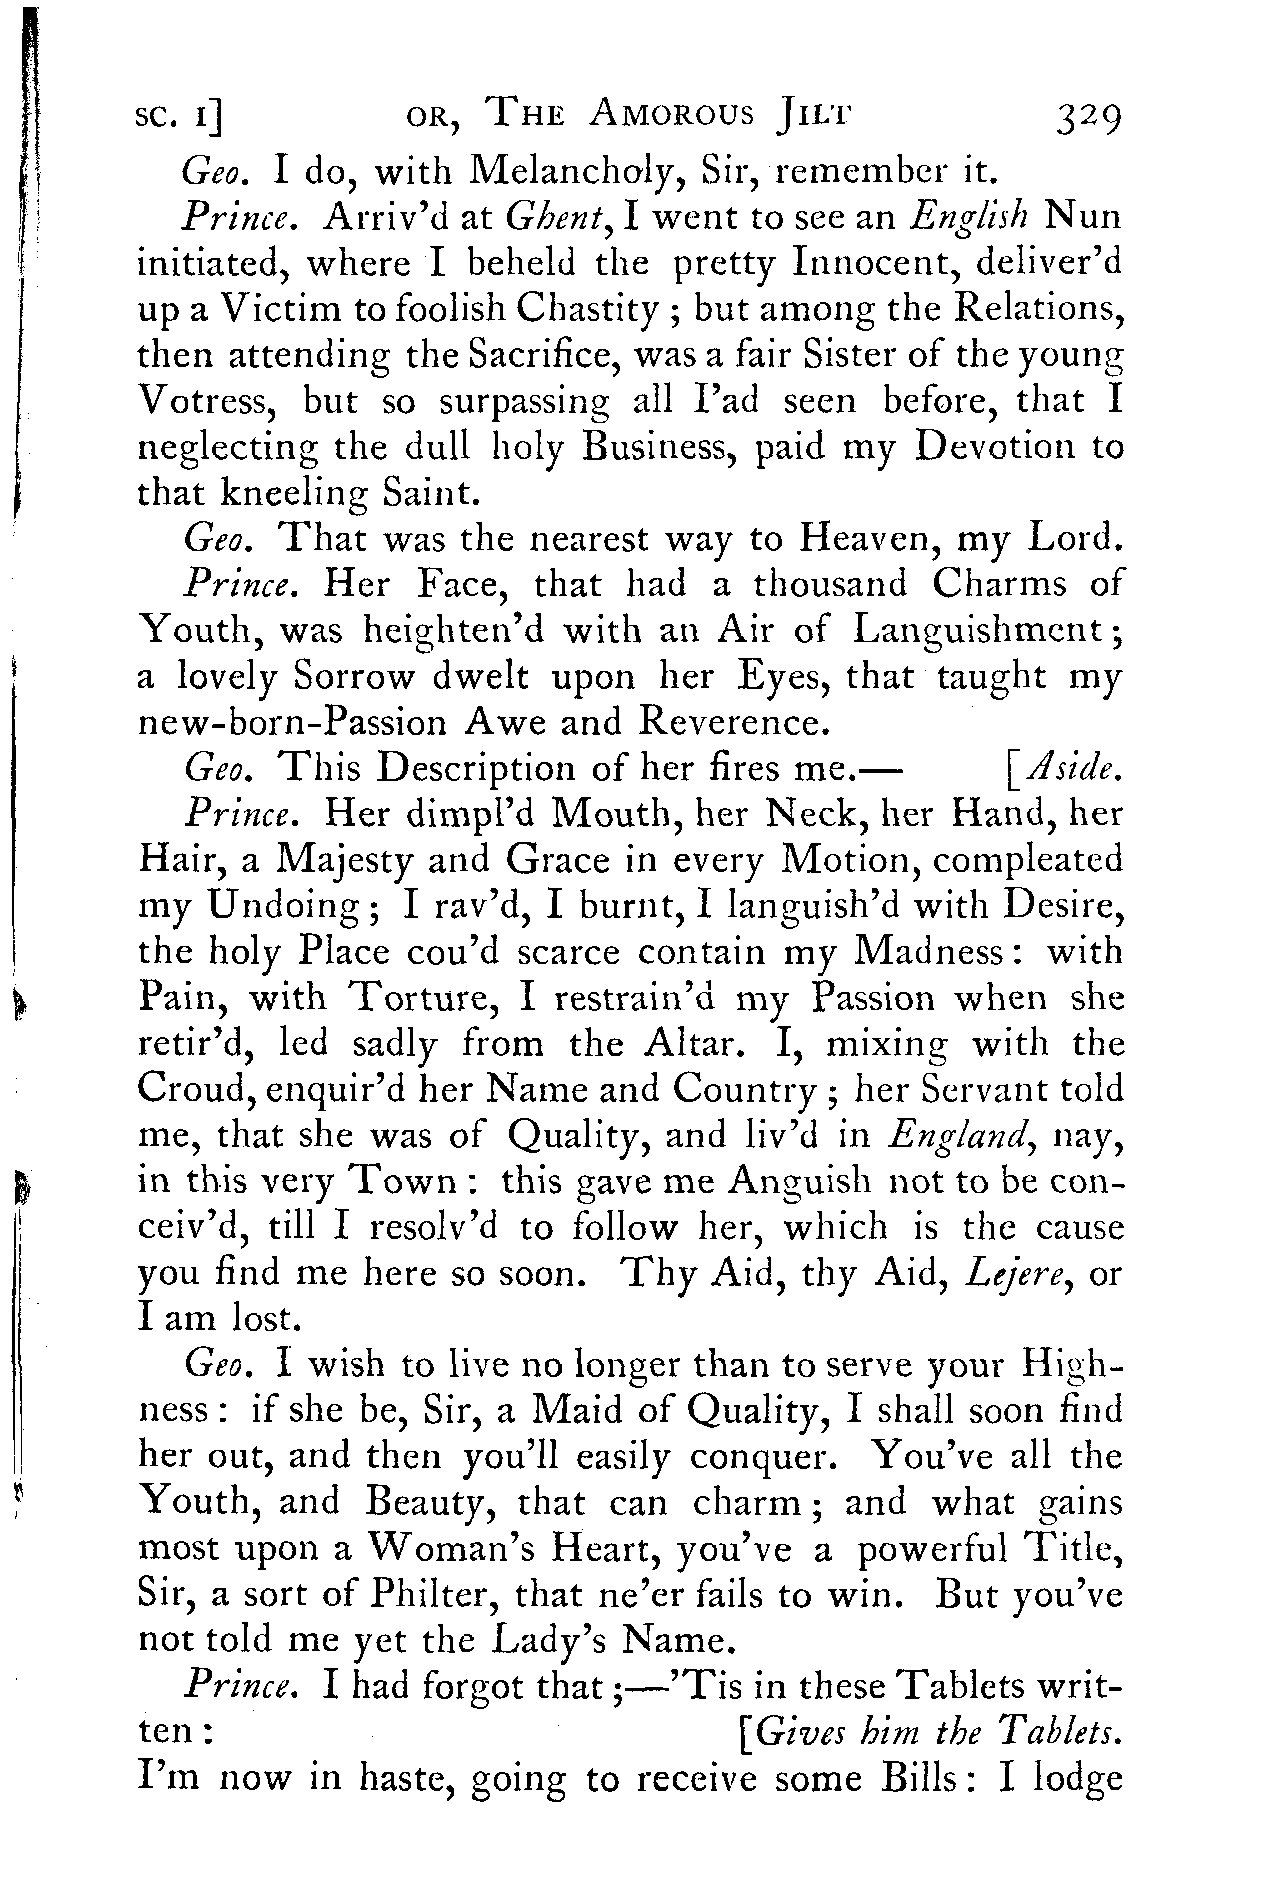 SC. I] OR, THE AMOROUS JILT 329
Geo. I do, with Melancholy, Sir, remember it.
Prince. Arriv'd at Ghent, I went to see an English Nun
initiated, where I beheld the pretty Innocent, deliver'd
up a Victim to foolish Chastity ; but among the Relations,
then attending the Sacrifice, was a fair Sister of the young
Votress, but so surpassing all I'ad seen before, that I
neglecting the dull holy Business, paid my Devotion to
that kneeling Saint.
Geo. That was the nearest way to Heaven, my Lord.
Prince. Her Face, that had a thousand Charms of
Youth, was heighten'd with an Air of Languishment ;
a lovely Sorrow dwelt upon her Eyes, that taught my
new-born-Passion Awe and Reverence.
Geo. This Description of her fires me.— [Aside.
Prince. Her dimpl'd Mouth, her Neck, her Hand, her
Hair, a Majesty and Grace in every Motion, compleated
my Undoing ; I rav'd, I burnt, I languish'd with Desire,
the holy Place cou'd scarce contain my Madness : with
Pain, with Torture, I restrain'd my Passion when she
retir'd, led sadly from the Altar. I, mixing with the
Croud, enquir'd her Name and Country ; her Servant told
me, that she was of Quality, and liv'd in England, nay,
in this very Town : this gave me Anguish not to be con-
ceiv'd, till I resolv'd to follow her, which is the cause
you find me here so soon. Thy Aid, thy Aid, Lejere, or
I am lost.
Geo. I wish to live no longer than to serve your High-
ness : if she be, Sir, a Maid of Quality, I shall soon find
her out, and then you'll easily conquer. You've all the
Youth, and Beauty, that can charm ; and what gains
most upon a Woman's Heart, you've a powerful Title,
Sir, a sort of Philter, that ne'er fails to win. But you've
not told me yet the Lady's Name.
Prince. I had forgot that ;—'Tis in these Tablets writ-
ten : [Gives him the Tablets.
I'm now in haste, going to receive some Bills : I lodge